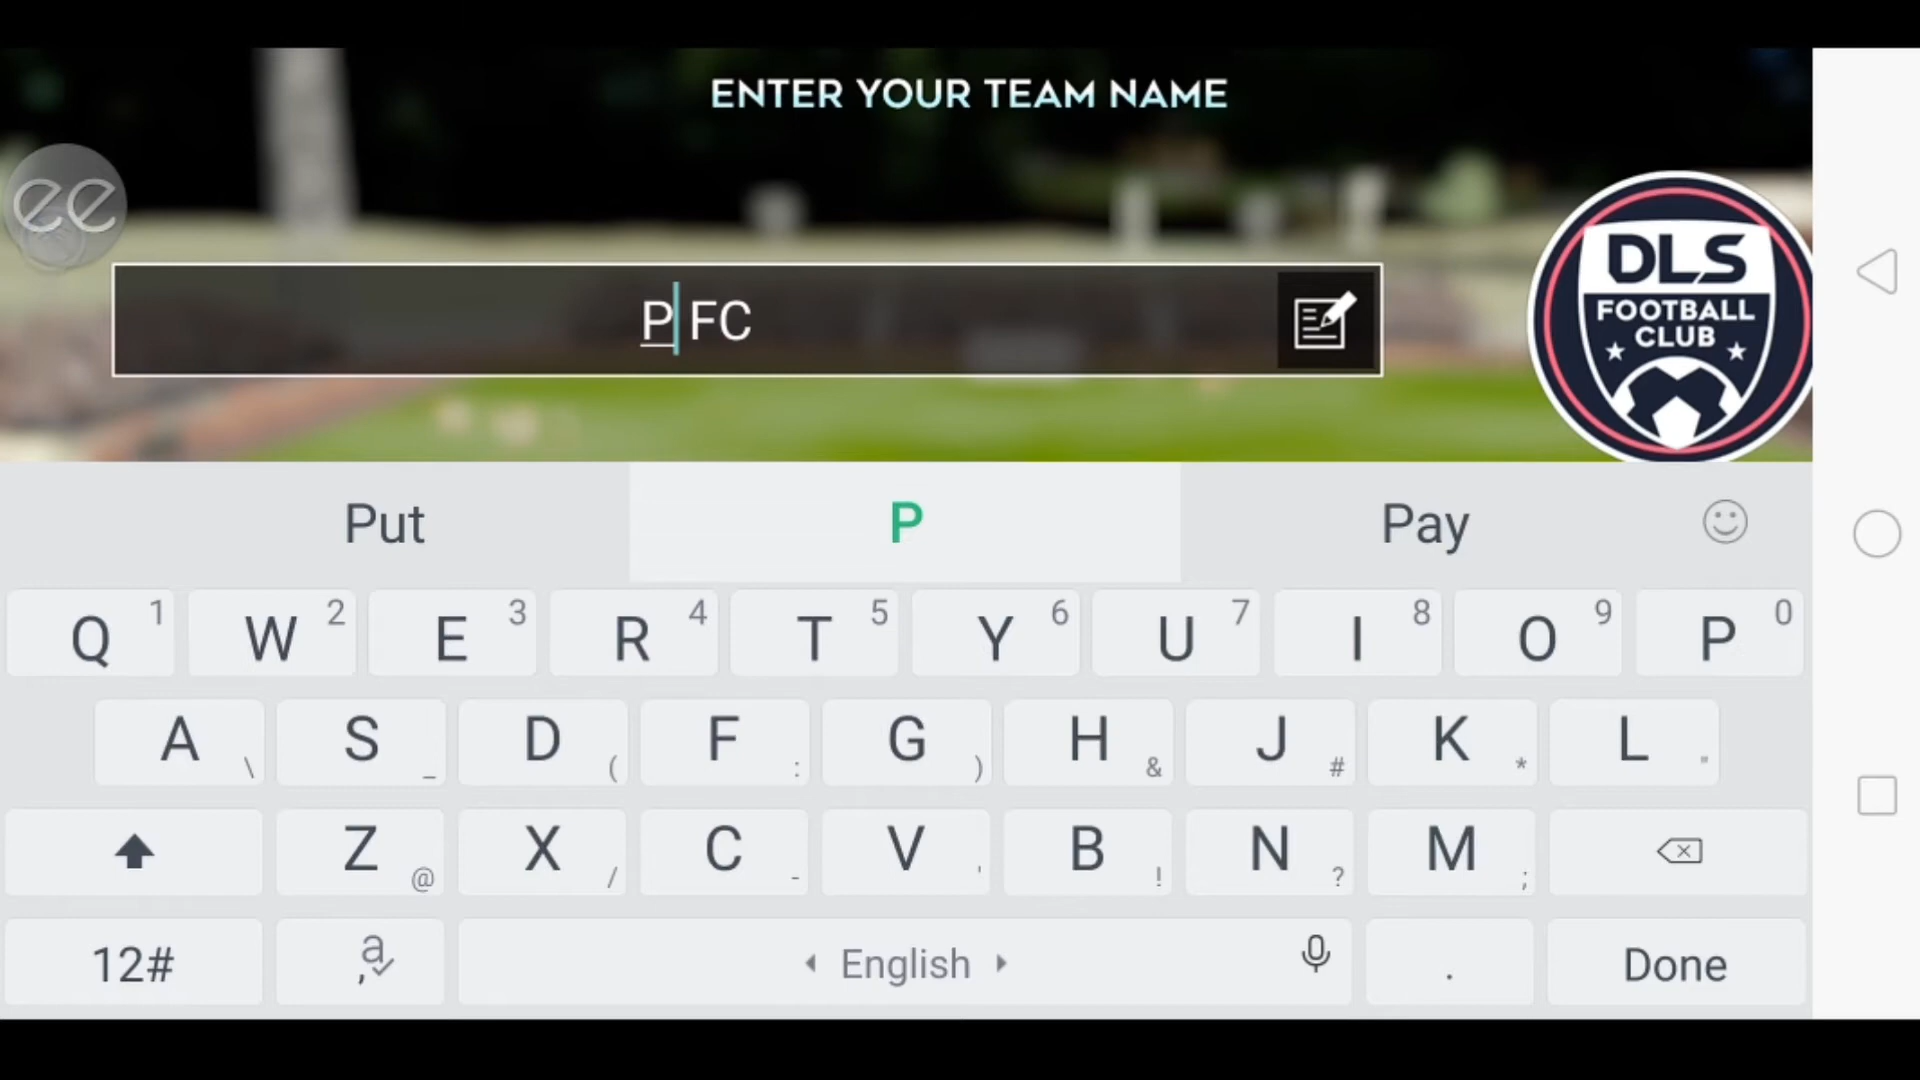 ENTER YOUR TEAM NAME
ee
P FC
DLS
FOOTBALL
CLUB
Put P Pay
Q 1 W 2 E 3 R 4 T 5 Y 6 U 7 I 8 O 9 P 0
A \ S _ D ( F : G ) H & J # K * L "
Z @ X / C - V ' B ! N ? M ;
12# , a English . Done